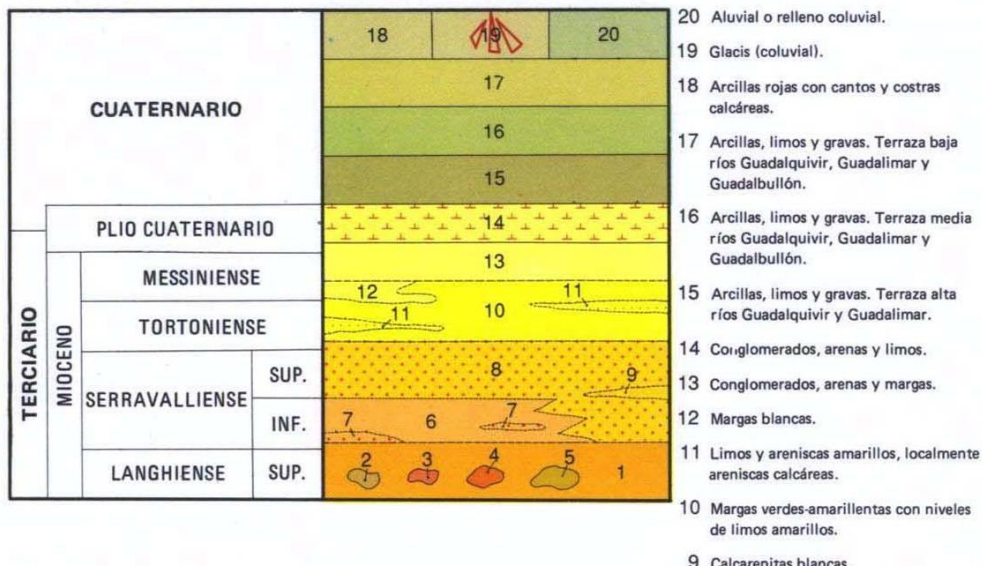 CUATERNARIO
PLIO CUATERNARIO
TERCIARIO
MIOCENO
MESSINIENSE
TORTONIENSE
SERRAVALLIENSE
SUP.
INF.
LANGHIENSE
SUP.
18
19
20
17
16
15
14
13
12
11
10
11
8
9
7
6
7
2
3
4
5
1
20 Aluvial o relleno coluvial.
19 Glacis (coluvial).
18 Arcillas rojas con cantos y costras
calcáreas.
17 Arcillas, limos y gravas. Terraza baja
ríos Guadalquivir, Guadalimar y
Guadalbullón.
16 Arcillas, limos y gravas. Terraza media
ríos Guadalquivir, Guadalimar y
Guadalbullón.
15 Arcillas, limos y gravas. Terraza alta
ríos Guadalquivir y Guadalimar.
14 Conglomerados, arenas y limos.
13 Conglomerados, arenas y margas.
12 Margas blancas.
11 Limos y areniscas amarillos, localmente
areniscas calcáreas.
10 Margas verdes-amarillentas con niveles
de limos amarillos.
9 Calcarenitas blancas.